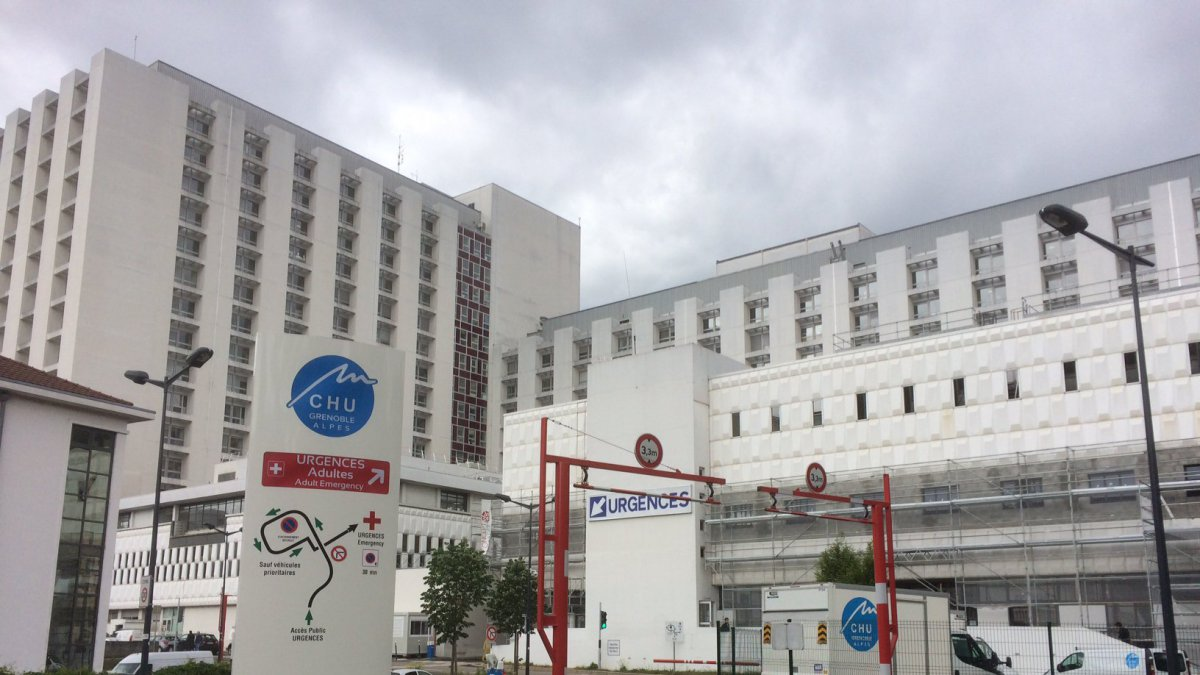 CHU
GRENOBLE
ALPES
URGENCES
Adultes
Adult Emergency
URGENCES
Emergency
Sauf véhicules
prioritaires
30 mn
Accès Public
URGENCES
3,3m
3,3m
URGENCES
CHU